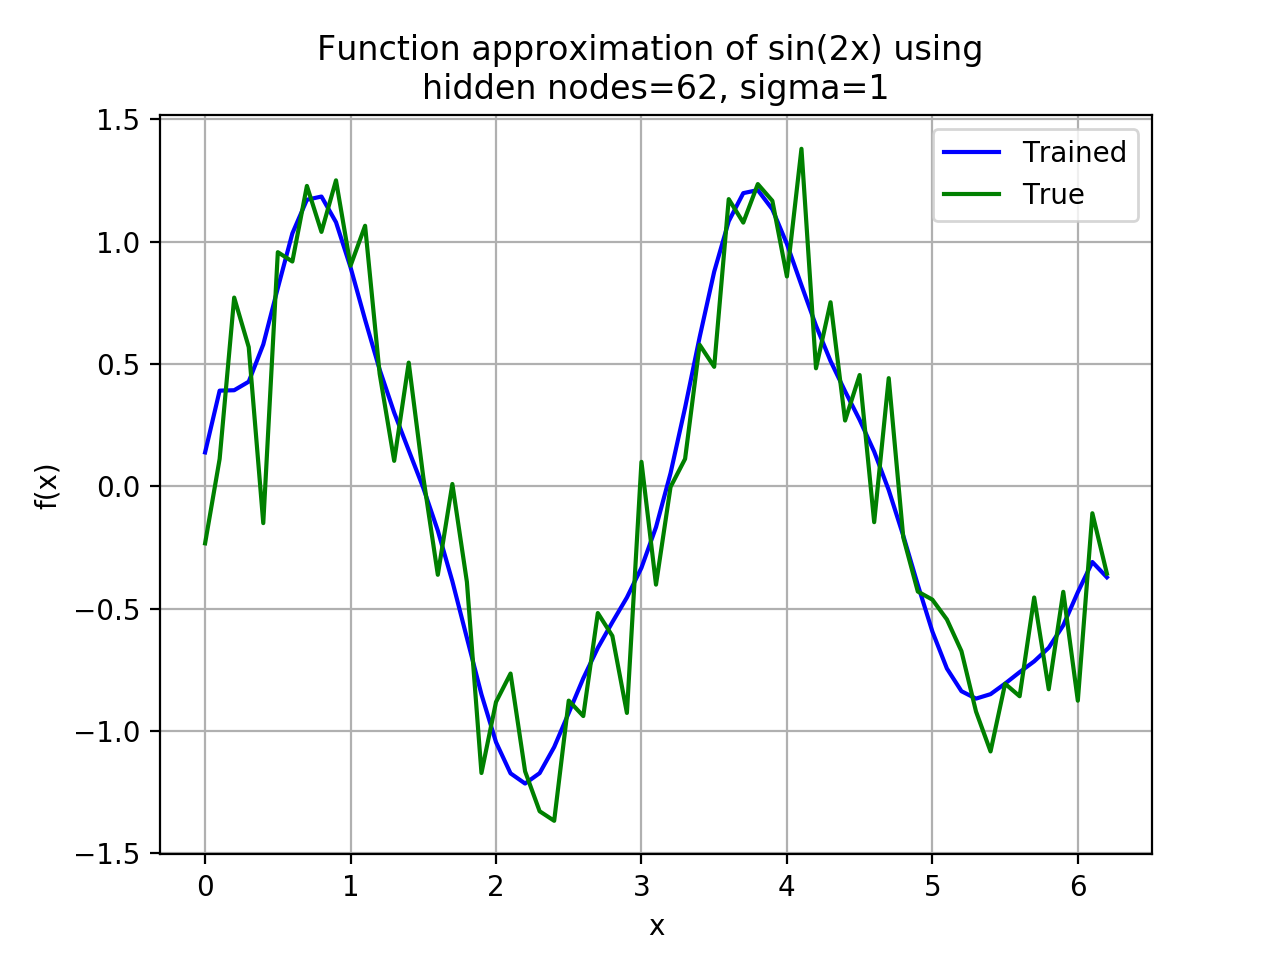 Function approximation of sin(2x) using
hidden nodes=62, sigma=1
1.5
1.0
0.5
0.0
−0.5
−1.0
−1.5
f(x)
Trained
True
0 1 2 3 4 5 6
x